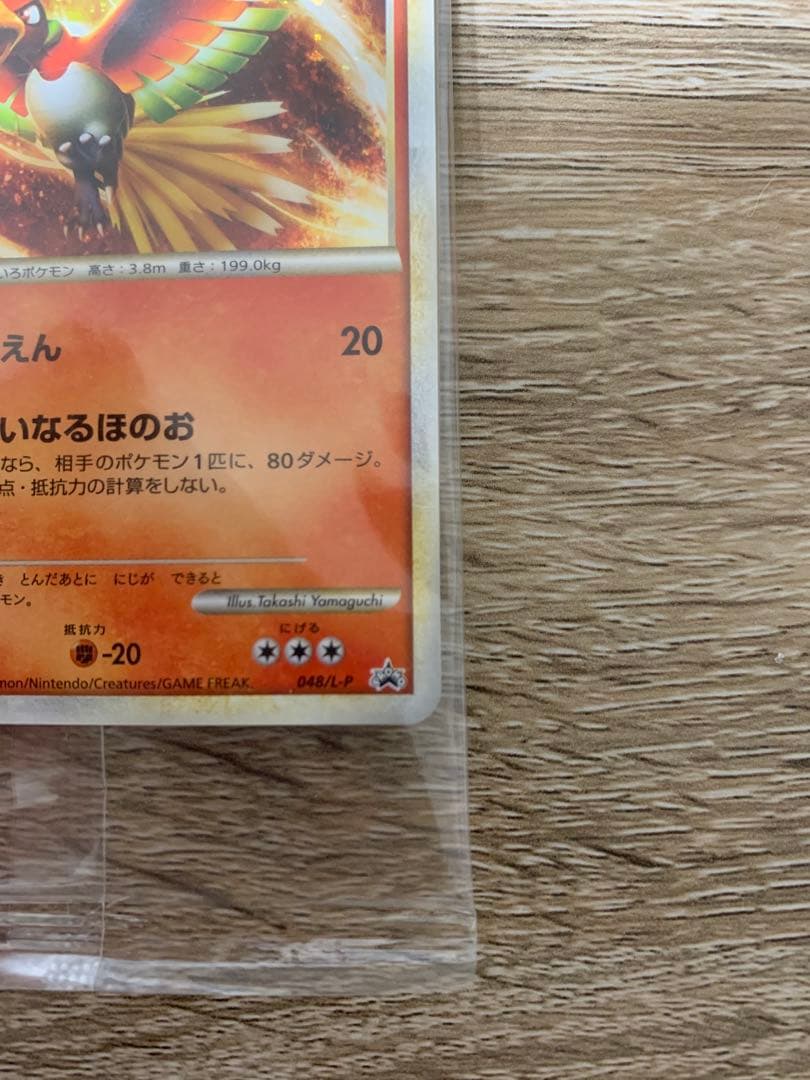 いろポケモン 高さ:3.8m 重さ:199.0kg
えん 20
いなるほのお
なら、相手のポケモン1匹に、80ダメージ。
点・抵抗力の計算をしない。
き とんだあとに にじが できると
モン。
Illus. Takashi Yamaguchi
抵抗力 にげる
-20
mon/Nintendo/Creatures/GAME FREAK. 048/L-P